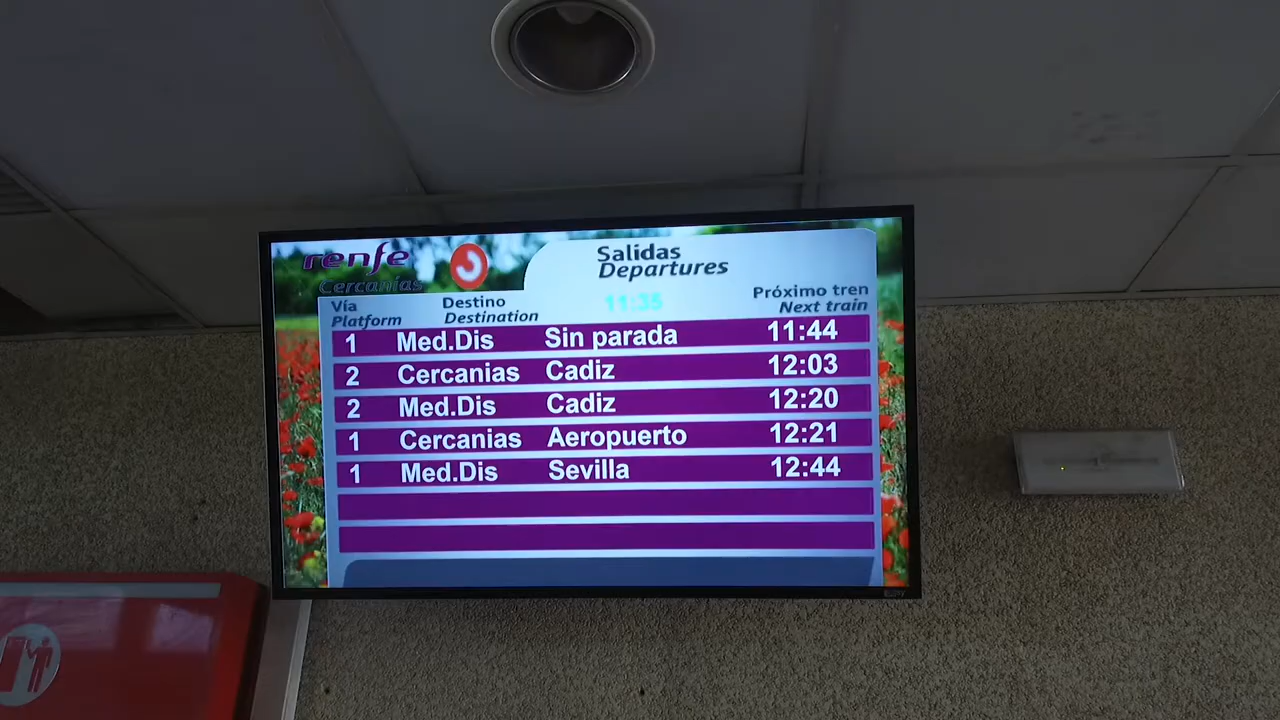 renfe
Cercanías
Salidas
Departures
11:35
Vía
Platform
Destino
Destination
Próximo tren
Next train
1 Med.Dis Sin parada 11:44
2 Cercanias Cadiz 12:03
2 Med.Dis Cadiz 12:20
1 Cercanias Aeropuerto 12:21
1 Med.Dis Sevilla 12:44